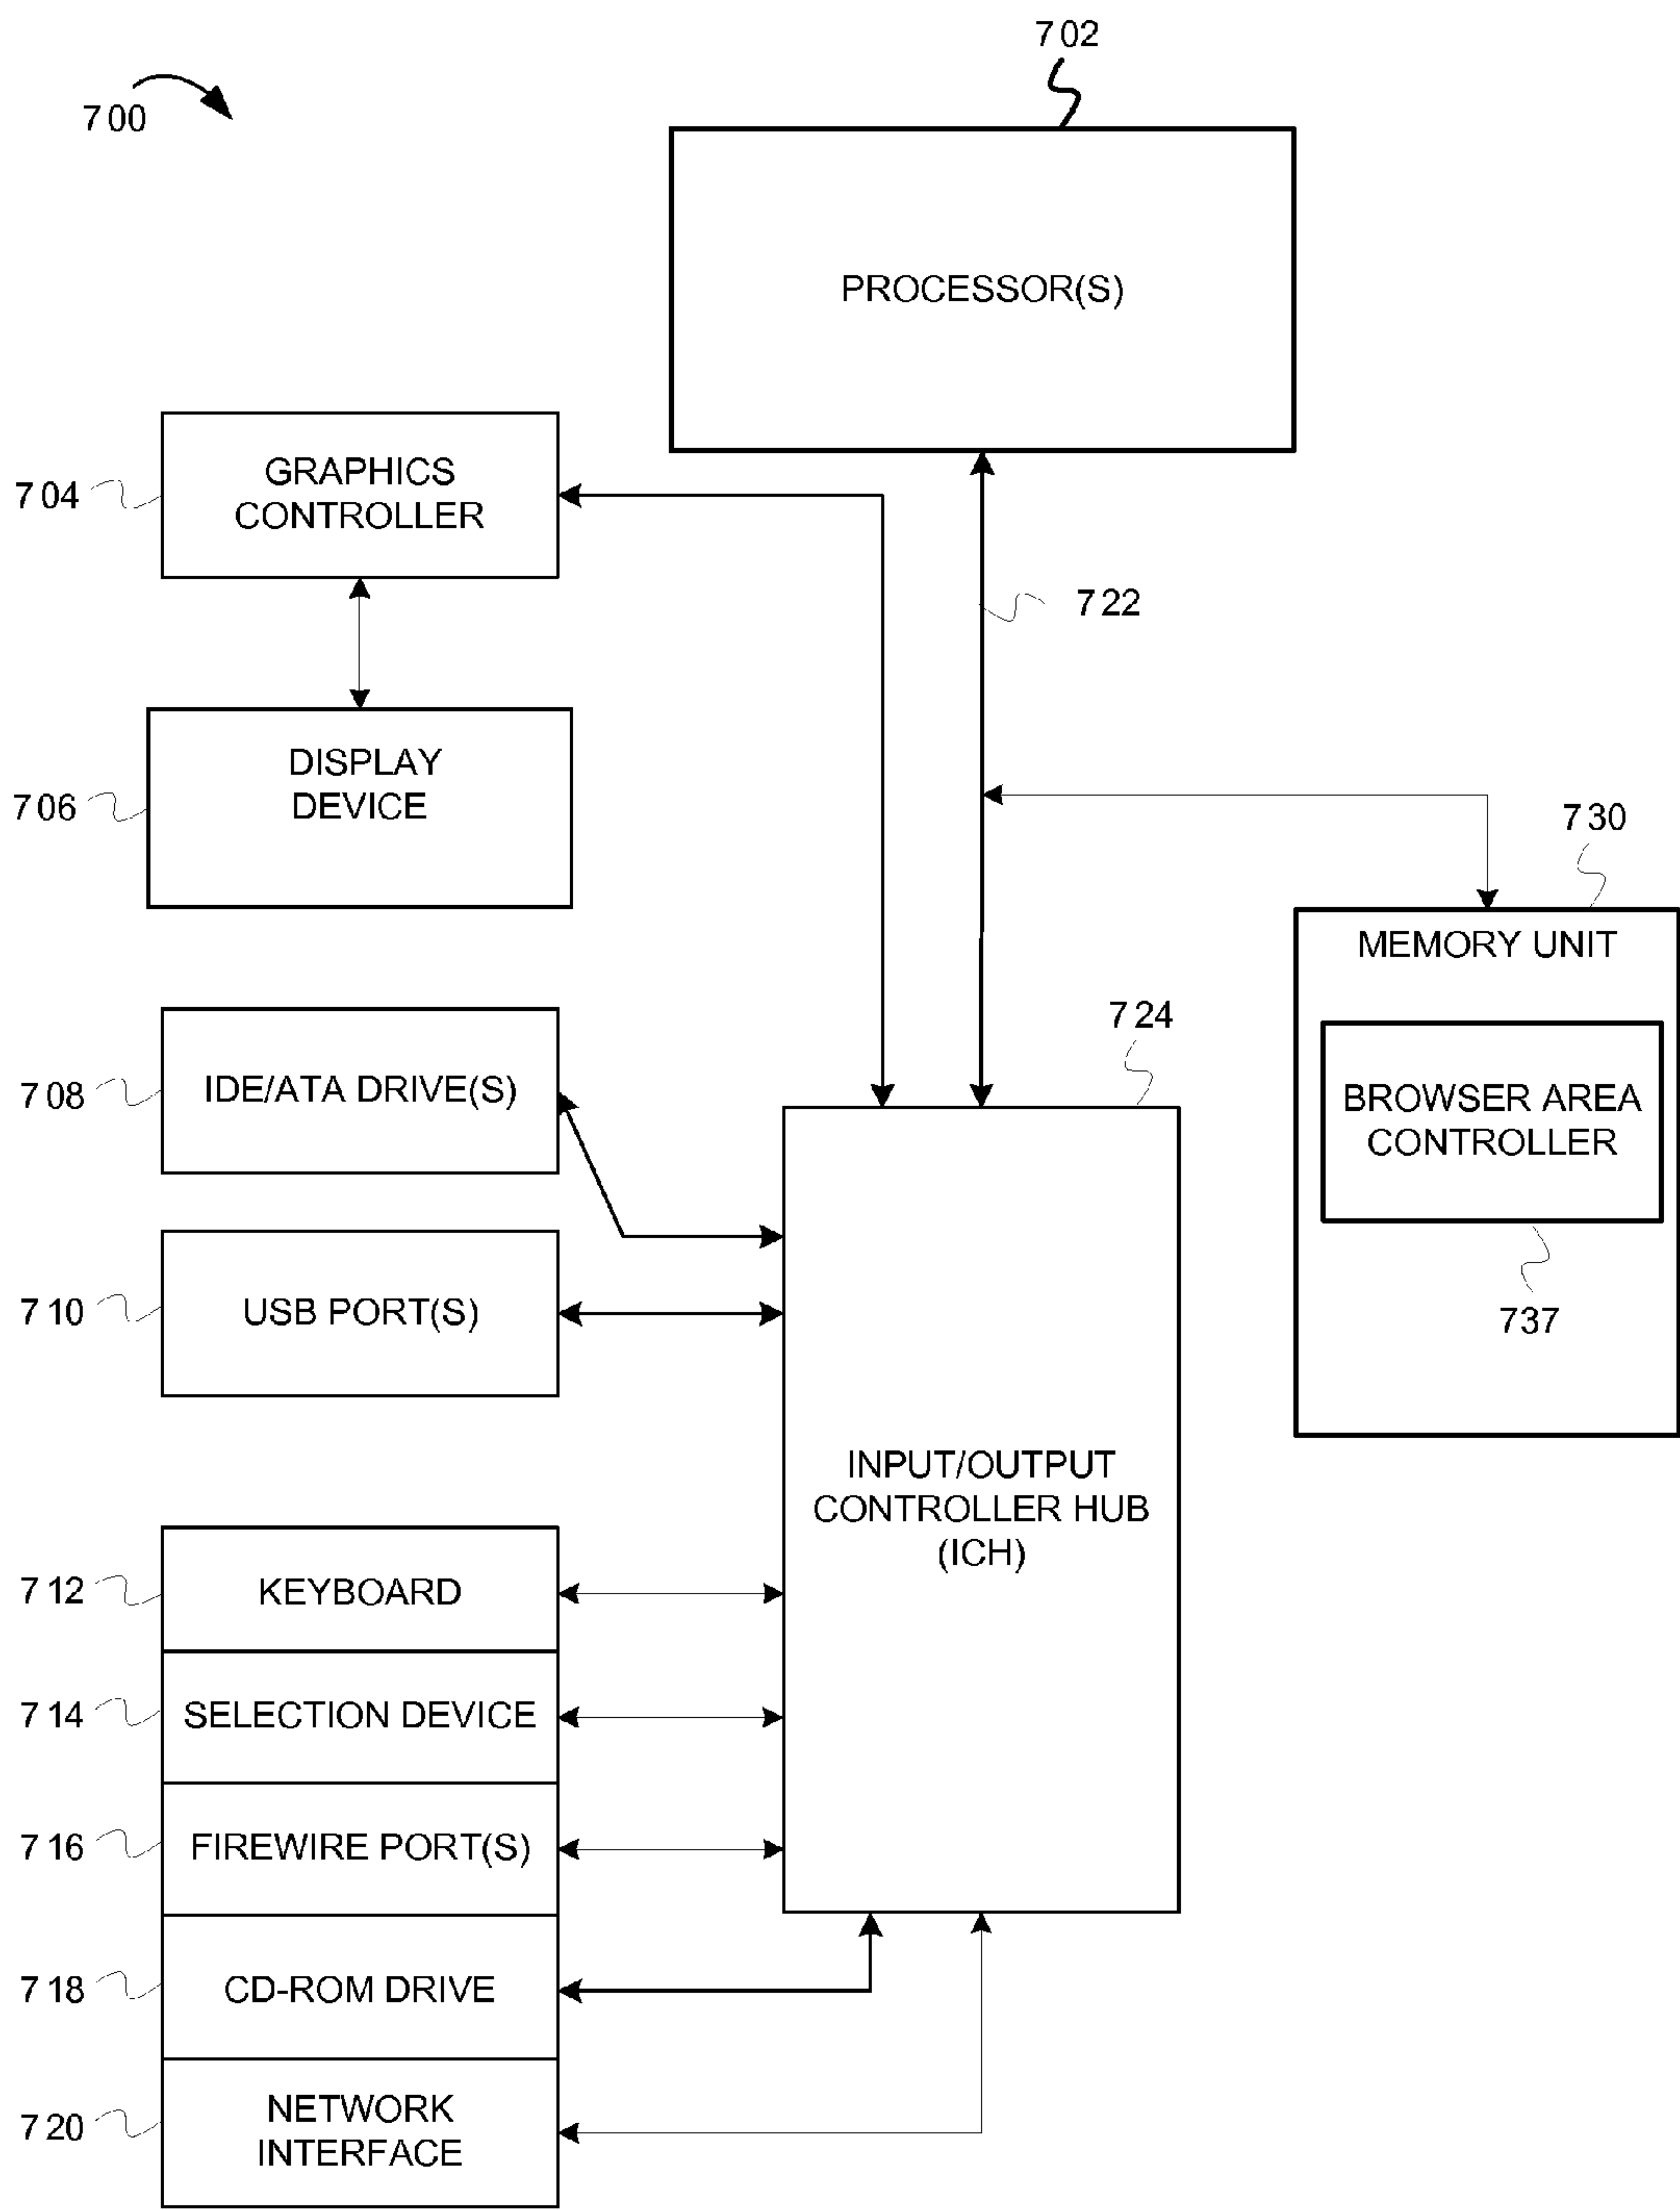 702
700
PROCESSOR(S)
GRAPHICS
CONTROLLER
704
722
DISPLAY
DEVICE
706
730
MEMORY UNIT
724
IDE/ATA DRIVE(S)
708
BROWSER AREA
CONTROLLER
USB PORT(S)
710
737
INPUT/OUTPUT
CONTROLLER HUB
(ICH)
712
KEYBOARD
714
SELECTION DEVICE
716
FIREWIRE PORT(S)
718
CD-ROM DRIVE
720
NETWORK
INTERFACE